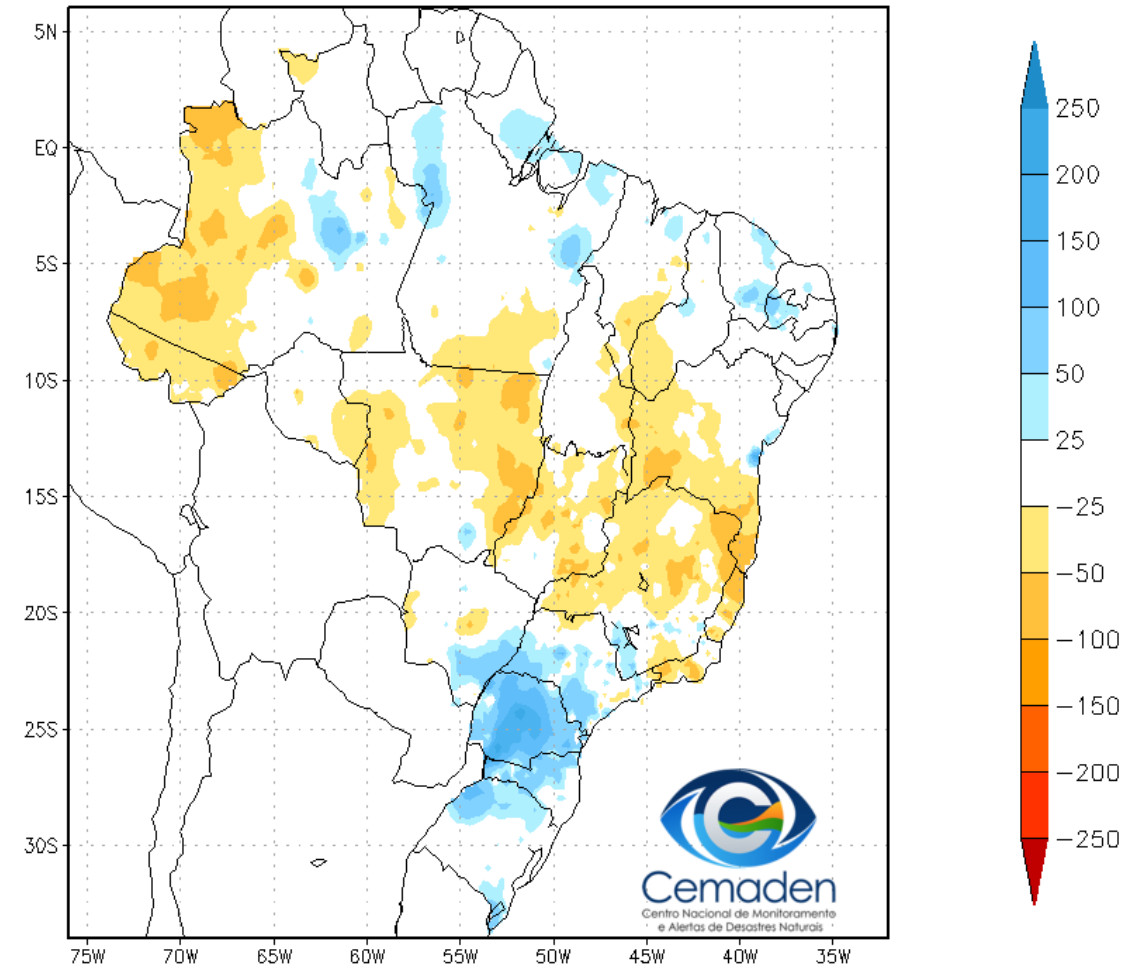 5N
EQ
5S
10S
15S
20S
25S
30S
75W 70W 65W 60W 55W 50W 45W 40W 35W
250
200
150
100
50
25
−25
−50
−100
−150
−200
−250
Cemaden
Centro Nacional de Monitoramento
e Alertas de Desastres Naturais